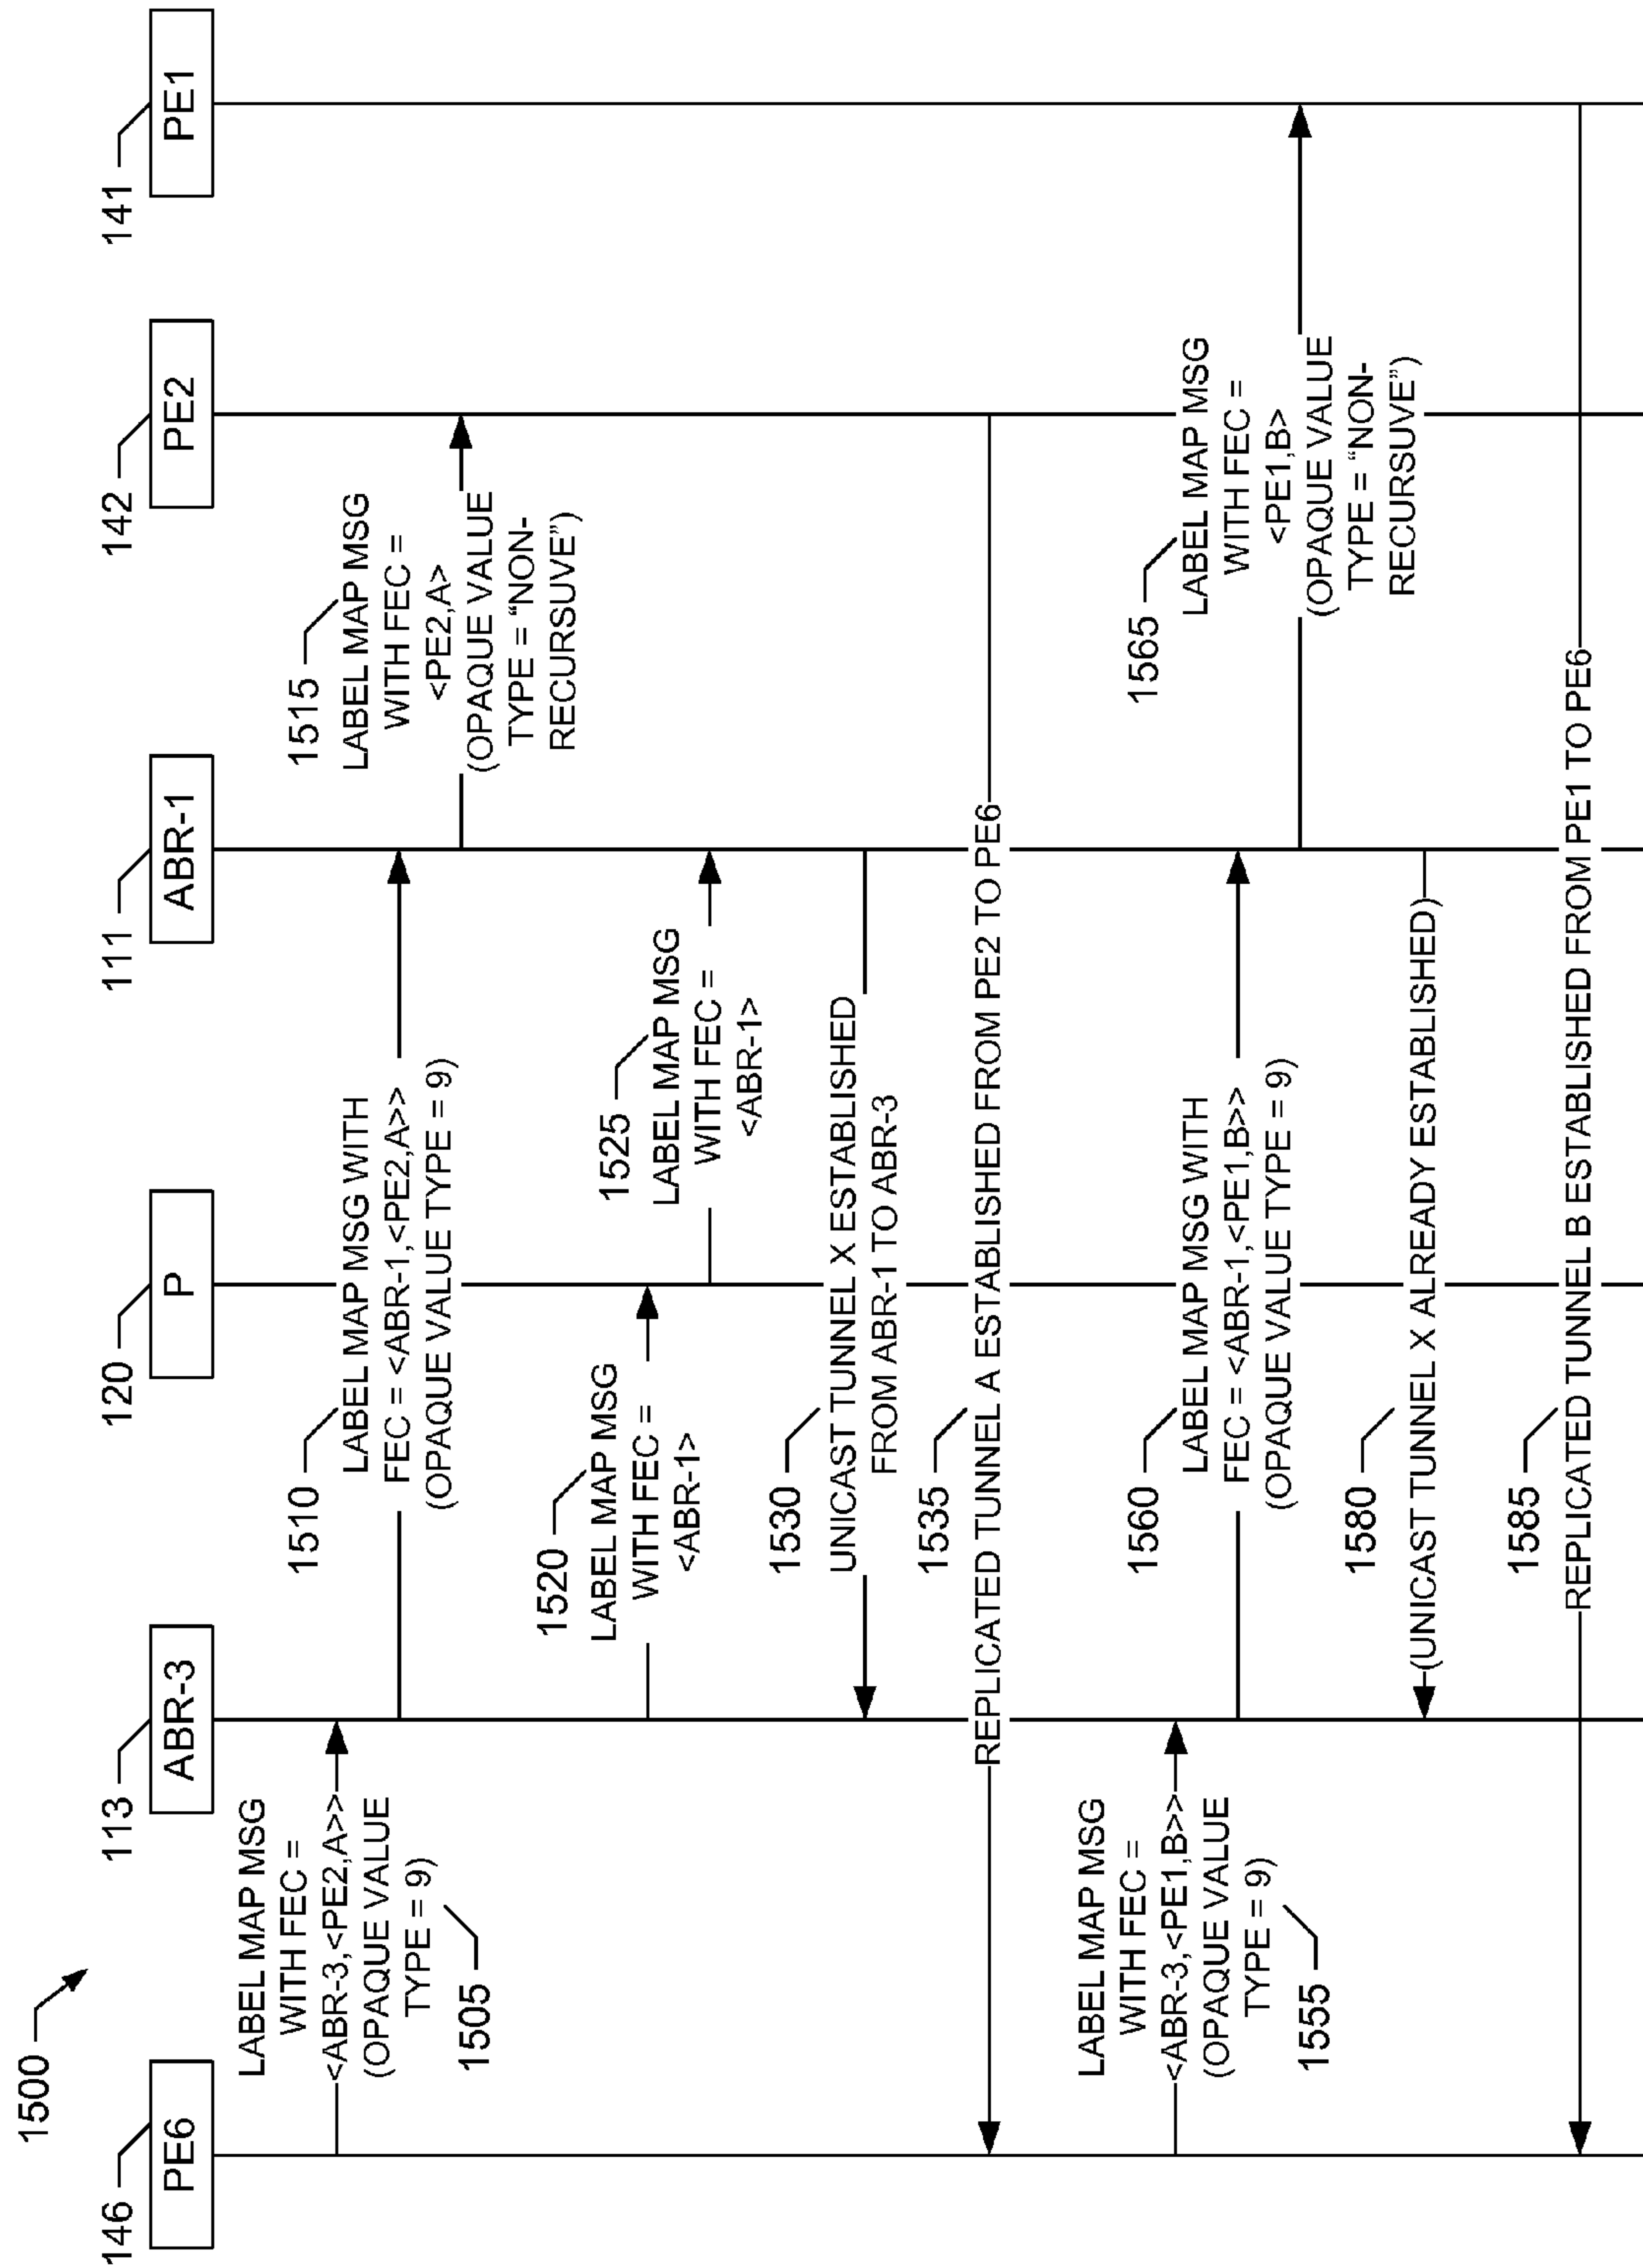 1500
146
PE6
113
ABR-3
120
P
111
ABR-1
142
PE2
141
PE1
LABEL MAP MSG
WITH FEC =
<ABR-3,<PE2,A>>
(OPAQUE VALUE
TYPE = 9)
1505
1510
LABEL MAP MSG WITH
FEC = <ABR-1,<PE2,A>>
(OPAQUE VALUE TYPE = 9)
1515
LABEL MAP MSG
WITH FEC =
<PE2,A>
(OPAQUE VALUE
TYPE = “NON-
RECURSUVE”)
1520
LABEL MAP MSG
WITH FEC =
<ABR-1>
1525
LABEL MAP MSG
WITH FEC =
<ABR-1>
1530
UNICAST TUNNEL X ESTABLISHED
FROM ABR-1 TO ABR-3
1535
REPLICATED TUNNEL A ESTABLISHED FROM PE2 TO PE6
LABEL MAP MSG
WITH FEC =
<ABR-3,<PE1,B>>
(OPAQUE VALUE
TYPE = 9)
1555
1560
LABEL MAP MSG WITH
FEC = <ABR-1,<PE1,B>>
(OPAQUE VALUE TYPE = 9)
1565
LABEL MAP MSG
WITH FEC =
<PE1,B>
(OPAQUE VALUE
TYPE = “NON-
RECURSUVE”)
1580
(UNICAST TUNNEL X ALREADY ESTABLISHED)
1585
REPLICATED TUNNEL B ESTABLISHED FROM PE1 TO PE6